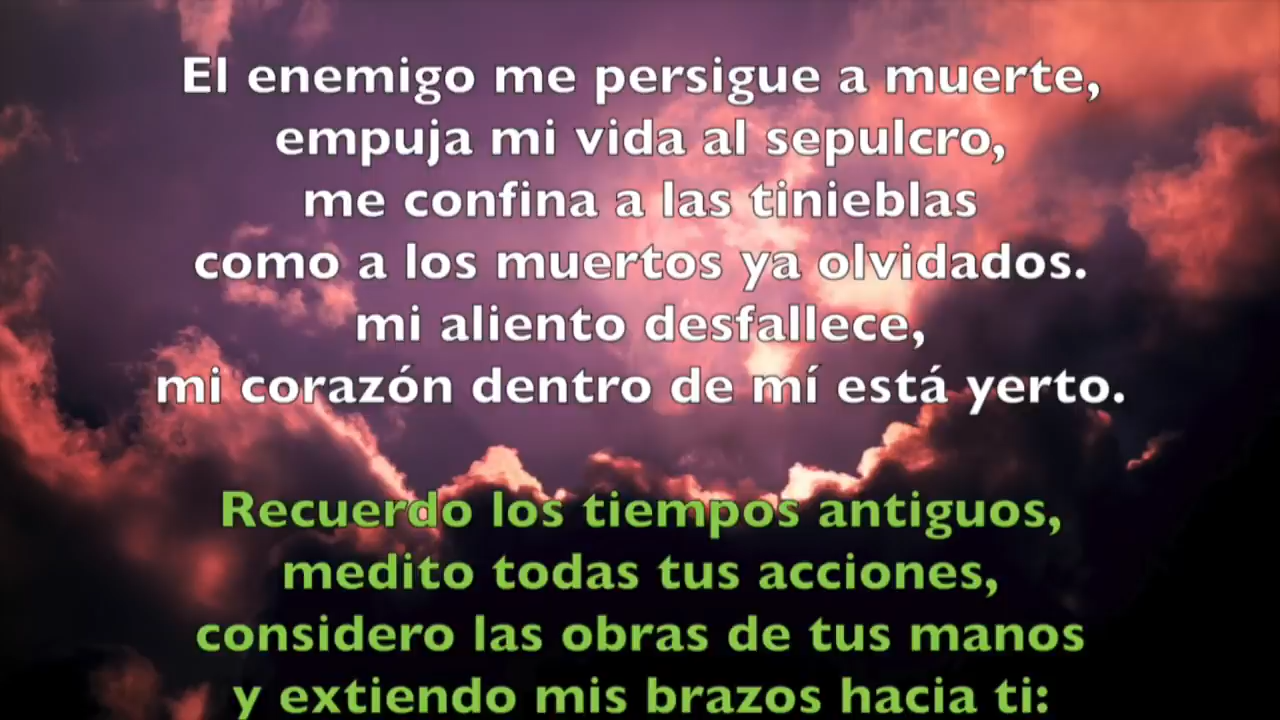 El enemigo me persigue a muerte,
empuja mi vida al sepulcro,
me confina a las tinieblas
como a los muertos ya olvidados.
mi aliento desfallece,
mi corazón dentro de mí está yerto.
Recuerdo los tiempos antiguos,
medito todas tus acciones,
considero las obras de tus manos
y extiendo mis brazos hacia ti: